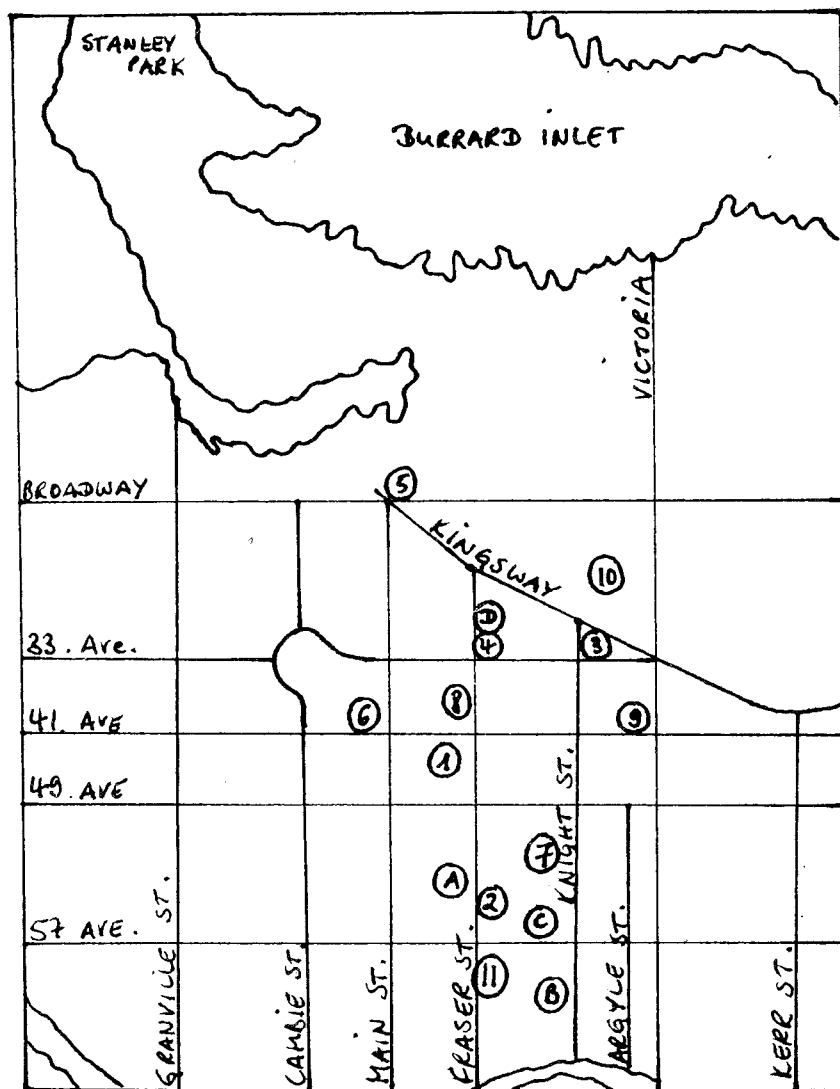 STANLEY
PARK
BURRARD INLET
VICTORIA
BROADWAY
5
KINGSWAY
10
D
33. Ave.
4
3
6
8
9
41. AVE
1
49. AVE
KNIGHT ST.
7
A
2
C
57 AVE.
11
B
GRANVILLE ST.
CAMBIE ST.
MAIN ST.
FRASER ST.
ARGYLE ST.
KERR ST.